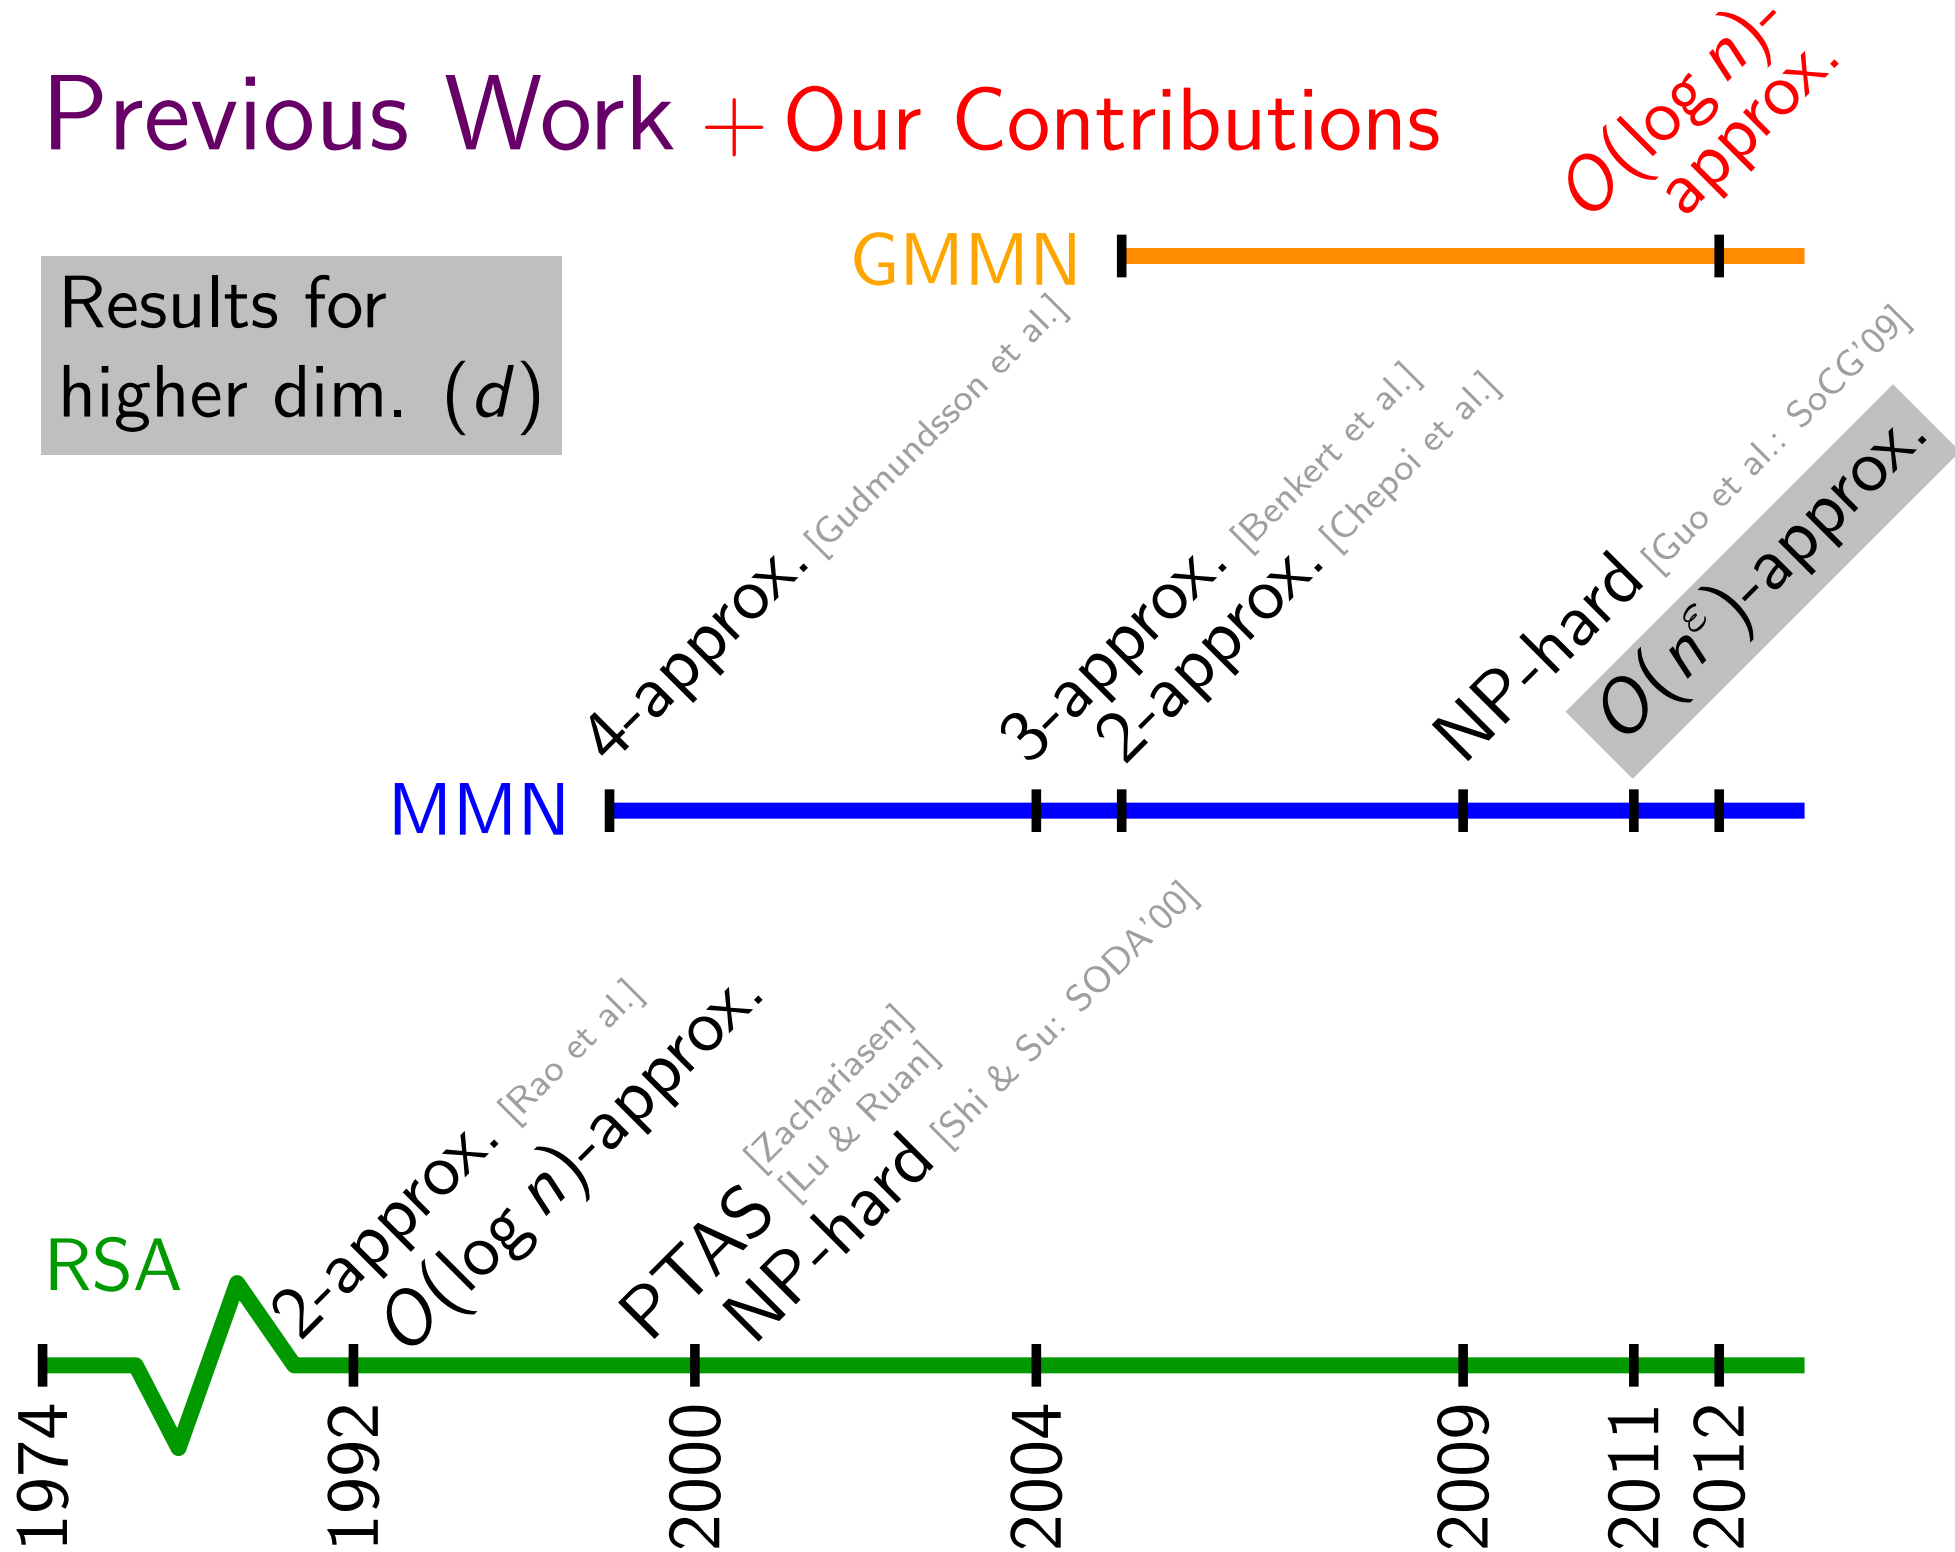 Previous Work + Our Contributions
O(log n)-
approx.
GMMN
Results for
higher dim. (d)
4-approx. [Gudmundsson et al.]
3-approx. [Benkert et al.]
2-approx. [Chepoi et al.]
NP-hard [Guo et al.: SoCG'09]
O(n^ε)-approx.
MMN
2-approx. [Rao et al.]
O(log n)-approx.
PTAS [Zachariasen]
[Lu & Ruan]
NP-hard [Shi & Su: SODA'00]
RSA
1974
1992
2000
2004
2009
2011
2012